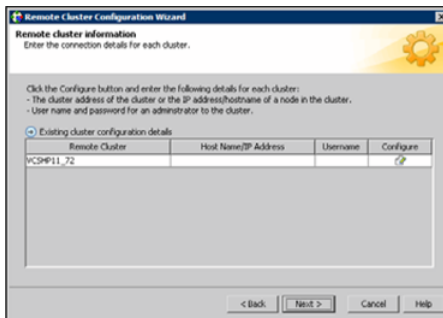 Remote Cluster Configuration Wizard
Remote cluster information
Enter the connection details for each cluster.
Click the Configure button and enter the following details for each cluster:
- The cluster address of the cluster or the IP address/hostname of a node in the cluster.
- User name and password for an adminstrator to the cluster.
Existing cluster configuration details
Remote Cluster Host Name/IP Address Username Configure
VCSMP11_72
< Back Next > Cancel Help